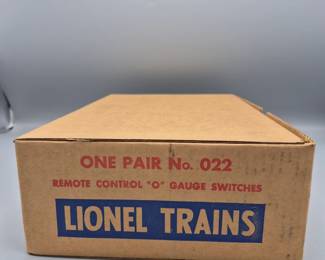 ONE PAIR No. 022
REMOTE CONTROL "O" GAUGE SWITCHES
LIONEL TRAINS